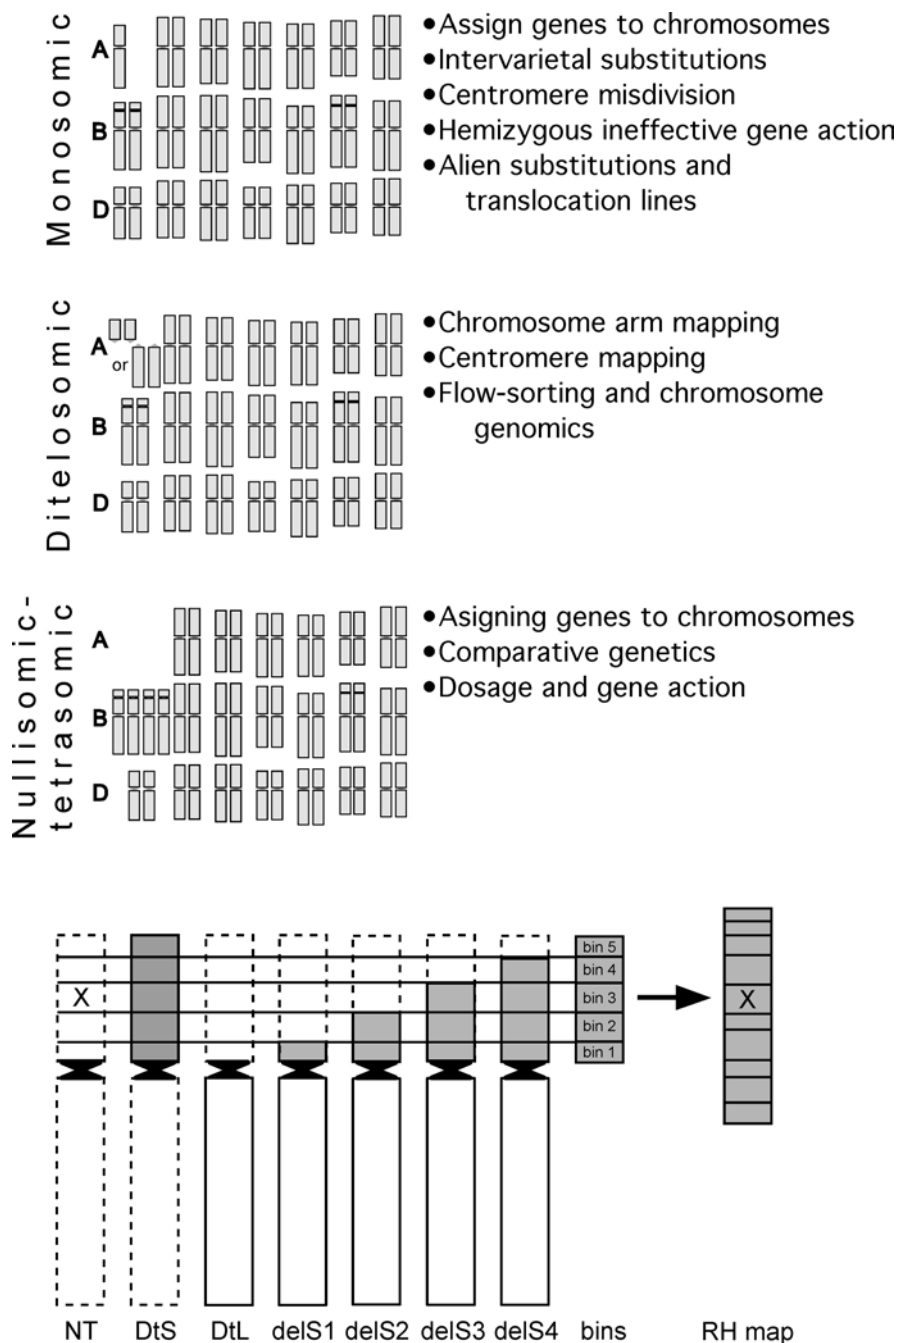 Monosomic
A
B
D
•Assign genes to chromosomes
•Intervarietal substitutions
•Centromere misdivision
•Hemizygous ineffective gene action
•Alien substitutions and
translocation lines
Ditelosomic
A
or
B
D
•Chromosome arm mapping
•Centromere mapping
•Flow-sorting and chromosome
genomics
Nullisomic-
tetrasomic
A
B
D
•Asigning genes to chromosomes
•Comparative genetics
•Dosage and gene action
bin 5
bin 4
X
bin 3
X
bin 2
bin 1
NT DtS DtL delS1 delS2 delS3 delS4 bins RH map